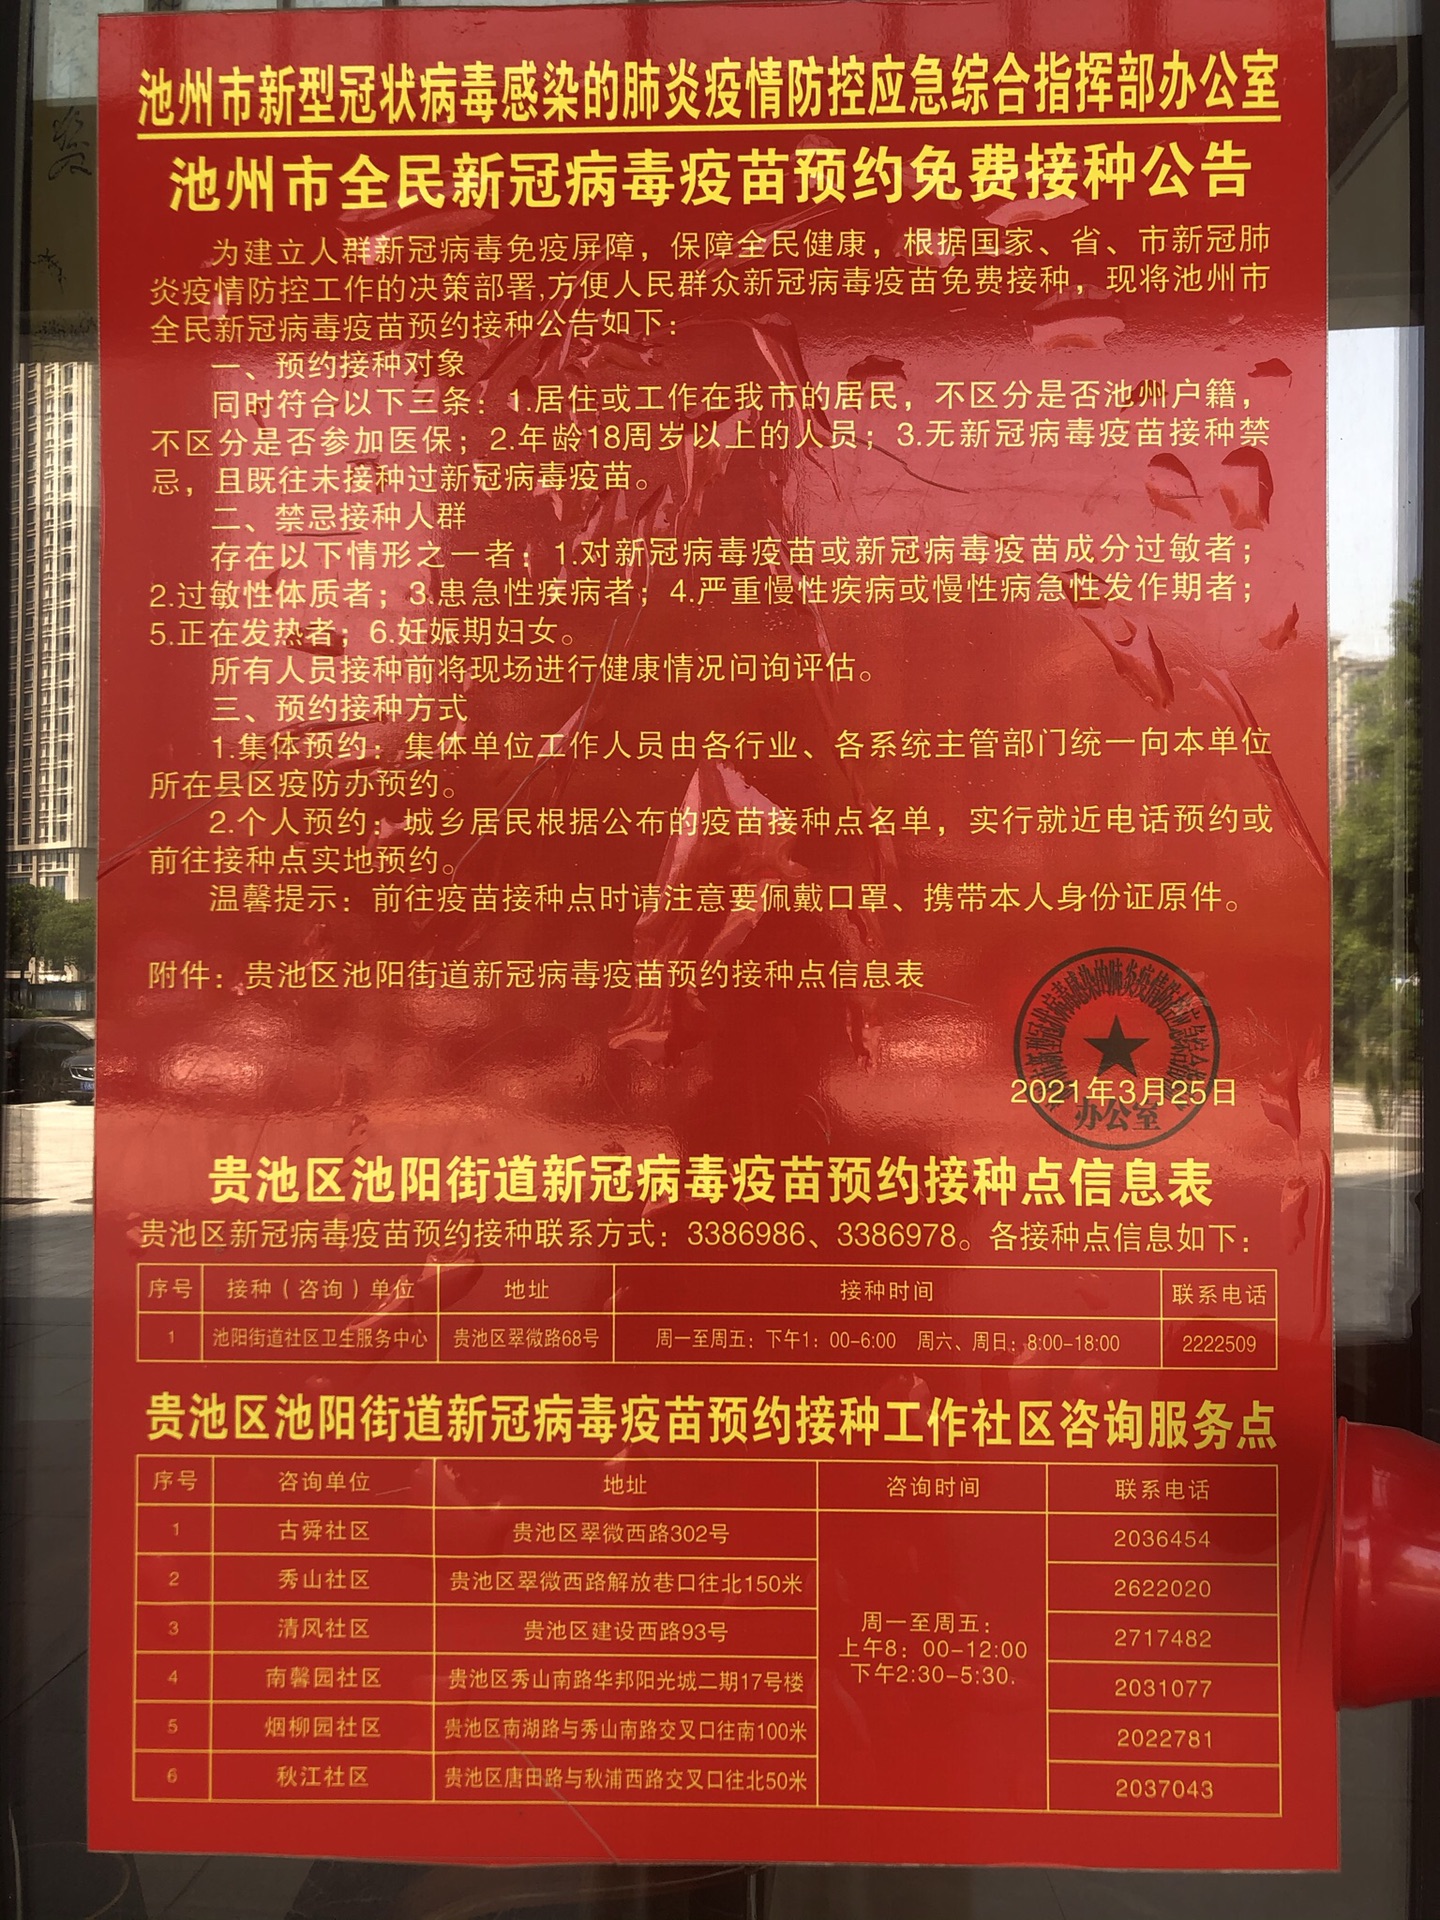 池州市新型冠状病毒感染的肺炎疫情防控应急综合指挥部办公室
池州市全民新冠病毒疫苗预约免费接种公告
为建立人群新冠病毒免疫屏障，保障全民健康，根据国家、省、市新冠肺
炎疫情防控工作的决策部署,方便人民群众新冠病毒疫苗免费接种，现将池州市
全民新冠病毒疫苗预约接种公告如下：
一、预约接种对象
同时符合以下三条：1.居住或工作在我市的居民，不区分是否池州户籍，
不区分是否参加医保；2.年龄18周岁以上的人员；3.无新冠病毒疫苗接种禁
忌，且既往未接种过新冠病毒疫苗。
二、禁忌接种人群
存在以下情形之一者：1.对新冠病毒疫苗或新冠病毒疫苗成分过敏者；
2.过敏性体质者；3.患急性疾病者；4.严重慢性疾病或慢性病急性发作期者；
5.正在发热者；6.妊娠期妇女。
所有人员接种前将现场进行健康情况问询评估。
三、预约接种方式
1.集体预约：集体单位工作人员由各行业、各系统主管部门统一向本单位
所在县区疫防办预约。
2.个人预约：城乡居民根据公布的疫苗接种点名单，实行就近电话预约或
前往接种点实地预约。
温馨提示：前往疫苗接种点时请注意要佩戴口罩、携带本人身份证原件。
附件：贵池区池阳街道新冠病毒疫苗预约接种点信息表
2021年3月25日
办公室
贵池区池阳街道新冠病毒疫苗预约接种点信息表
贵池区新冠病毒疫苗预约接种联系方式：3386986、3386978。各接种点信息如下：
序号 接种（咨询）单位 地址 接种时间 联系电话
1 池阳街道社区卫生服务中心 贵池区翠微路68号 周一至周五：下午1：00-6:00 周六、周日：8:00-18:00 2222509
贵池区池阳街道新冠病毒疫苗预约接种工作社区咨询服务点
序号 咨询单位 地址 咨询时间 联系电话
1 古舜社区 贵池区翠微西路302号 2036454
2 秀山社区 贵池区翠微西路解放巷口往北150米 2622020
3 清风社区 贵池区建设西路93号 2717482
4 南馨园社区 贵池区秀山南路华邦阳光城二期17号楼 2031077
5 烟柳园社区 贵池区南湖路与秀山南路交叉口往南100米 2022781
6 秋江社区 贵池区唐田路与秋浦西路交叉口往北50米 2037043
周一至周五：
上午8：00-12:00
下午2:30-5:30.